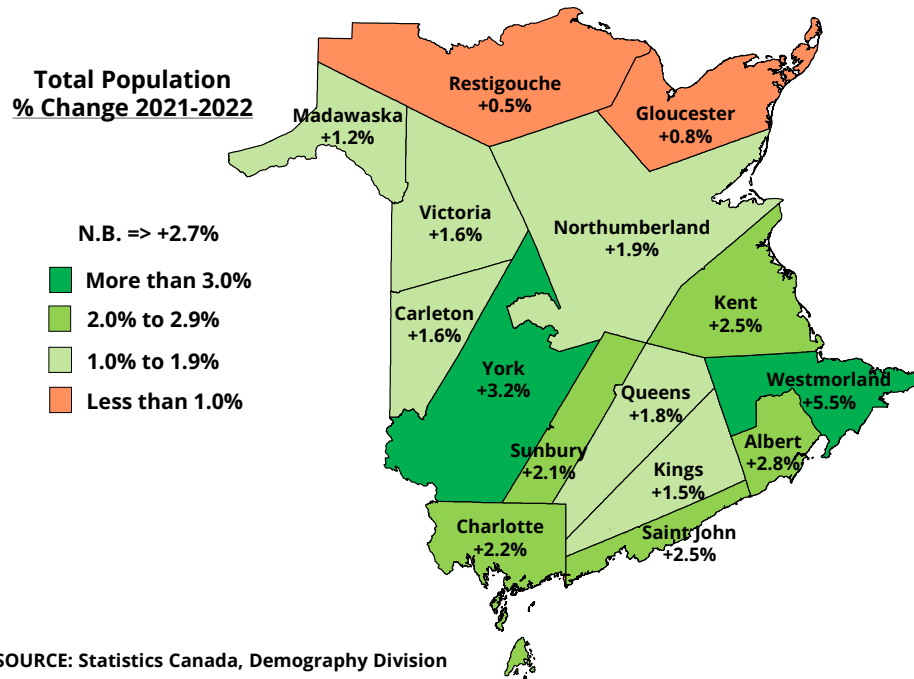 Total Population
% Change 2021-2022
N.B. => +2.7%
More than 3.0%
2.0% to 2.9%
1.0% to 1.9%
Less than 1.0%
Restigouche
+0.5%
Gloucester
+0.8%
Madawaska
+1.2%
Victoria
+1.6%
Northumberland
+1.9%
Carleton
+1.6%
Kent
+2.5%
York
+3.2%
Westmorland
+5.5%
Queens
+1.8%
Sunbury
+2.1%
Albert
+2.8%
Kings
+1.5%
Charlotte
+2.2%
Saint John
+2.5%
SOURCE: Statistics Canada, Demography Division